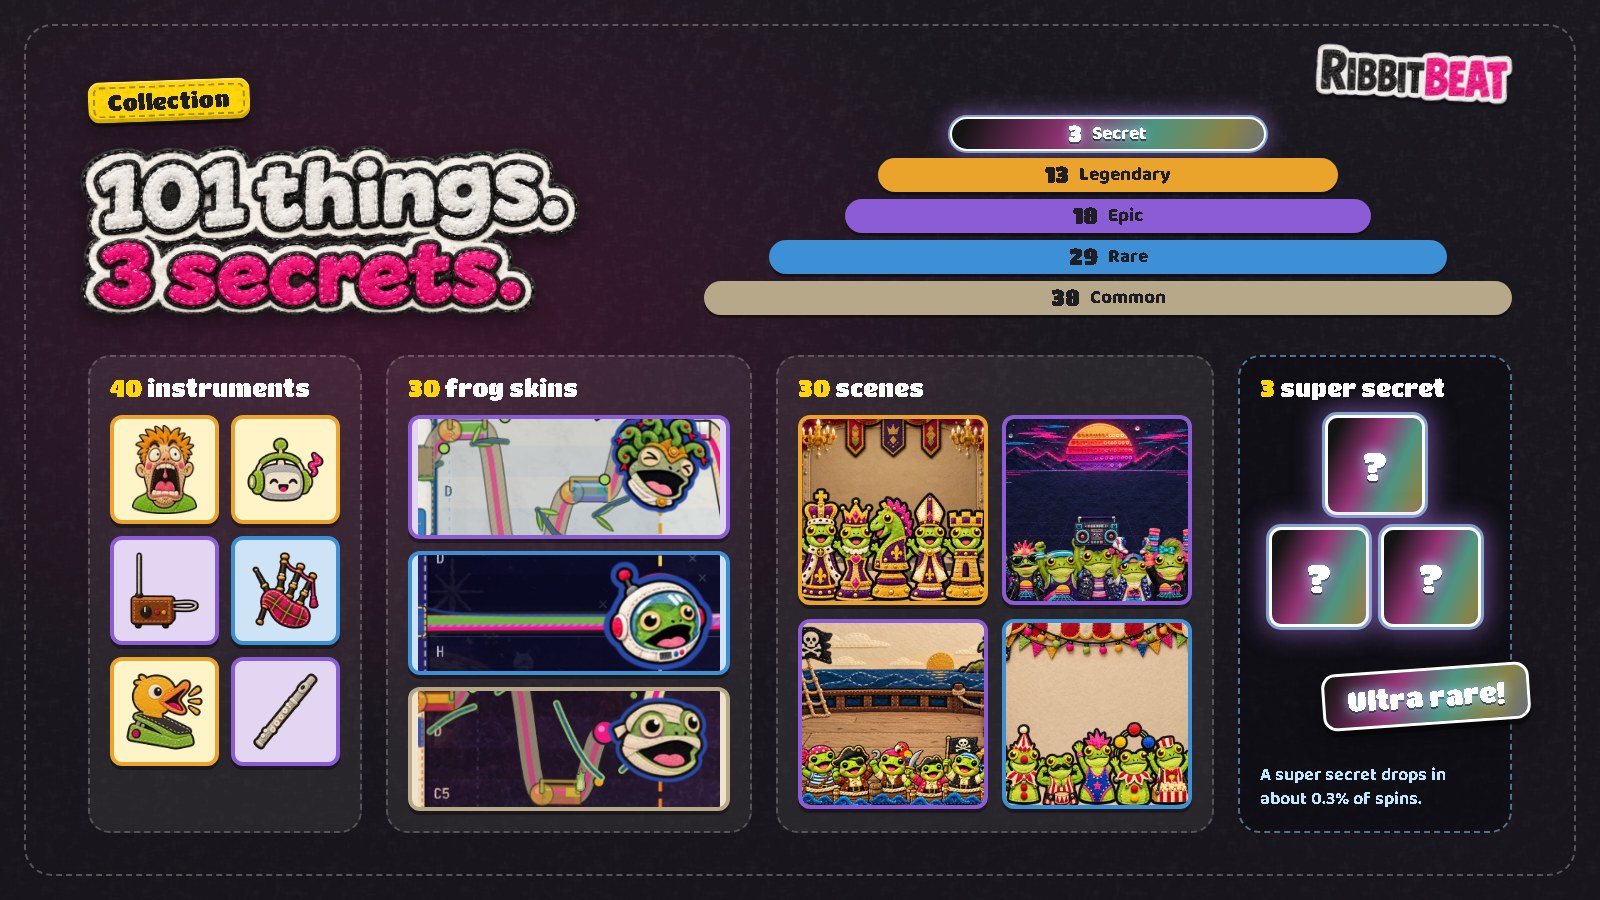 Collection
RIBBITBEAT
101 things.
3 secrets.
3 Secret
13 Legendary
18 Epic
29 Rare
38 Common
40 instruments
30 frog skins
D
D
H
C5
30 scenes
3 super secret
?
? ?
Ultra rare!
A super secret drops in
about 0.3% of spins.